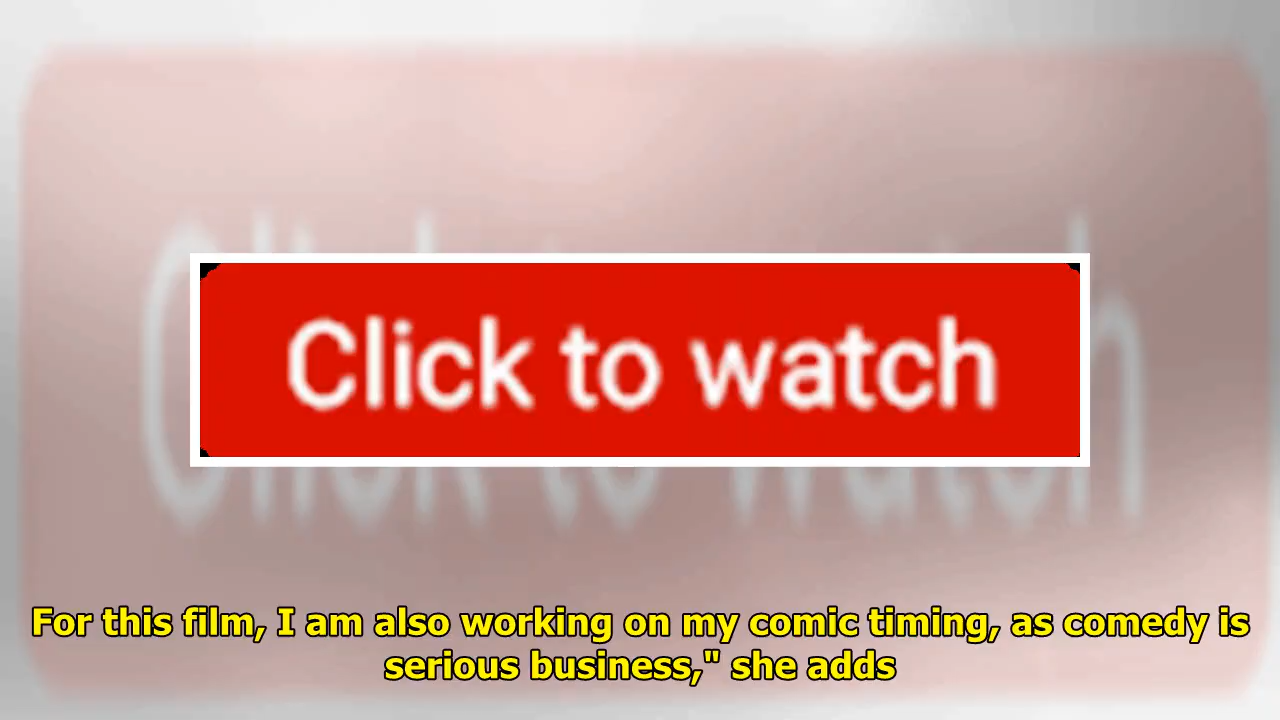 Click to watch
For this film, I am also working on my comic timing, as comedy is
serious business," she adds